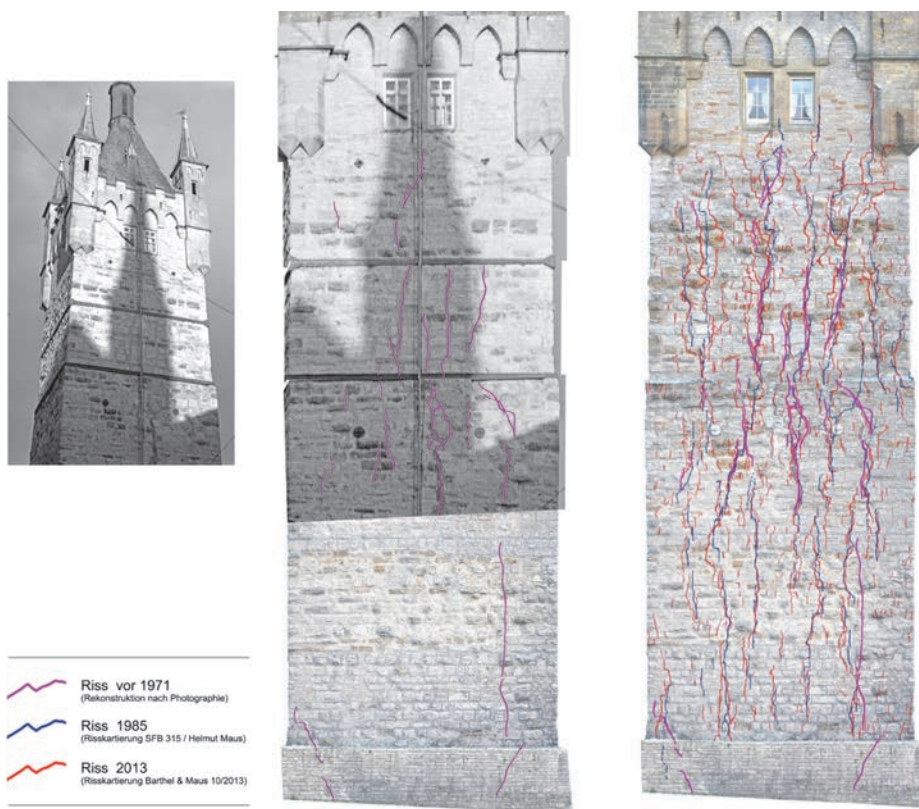 Riss vor 1971
(Rekonstruktion nach Photographie)
Riss 1985
(Risskartierung SFB 315 / Helmut Maus)
Riss 2013
(Risskartierung Barthel & Maus 10/2013)